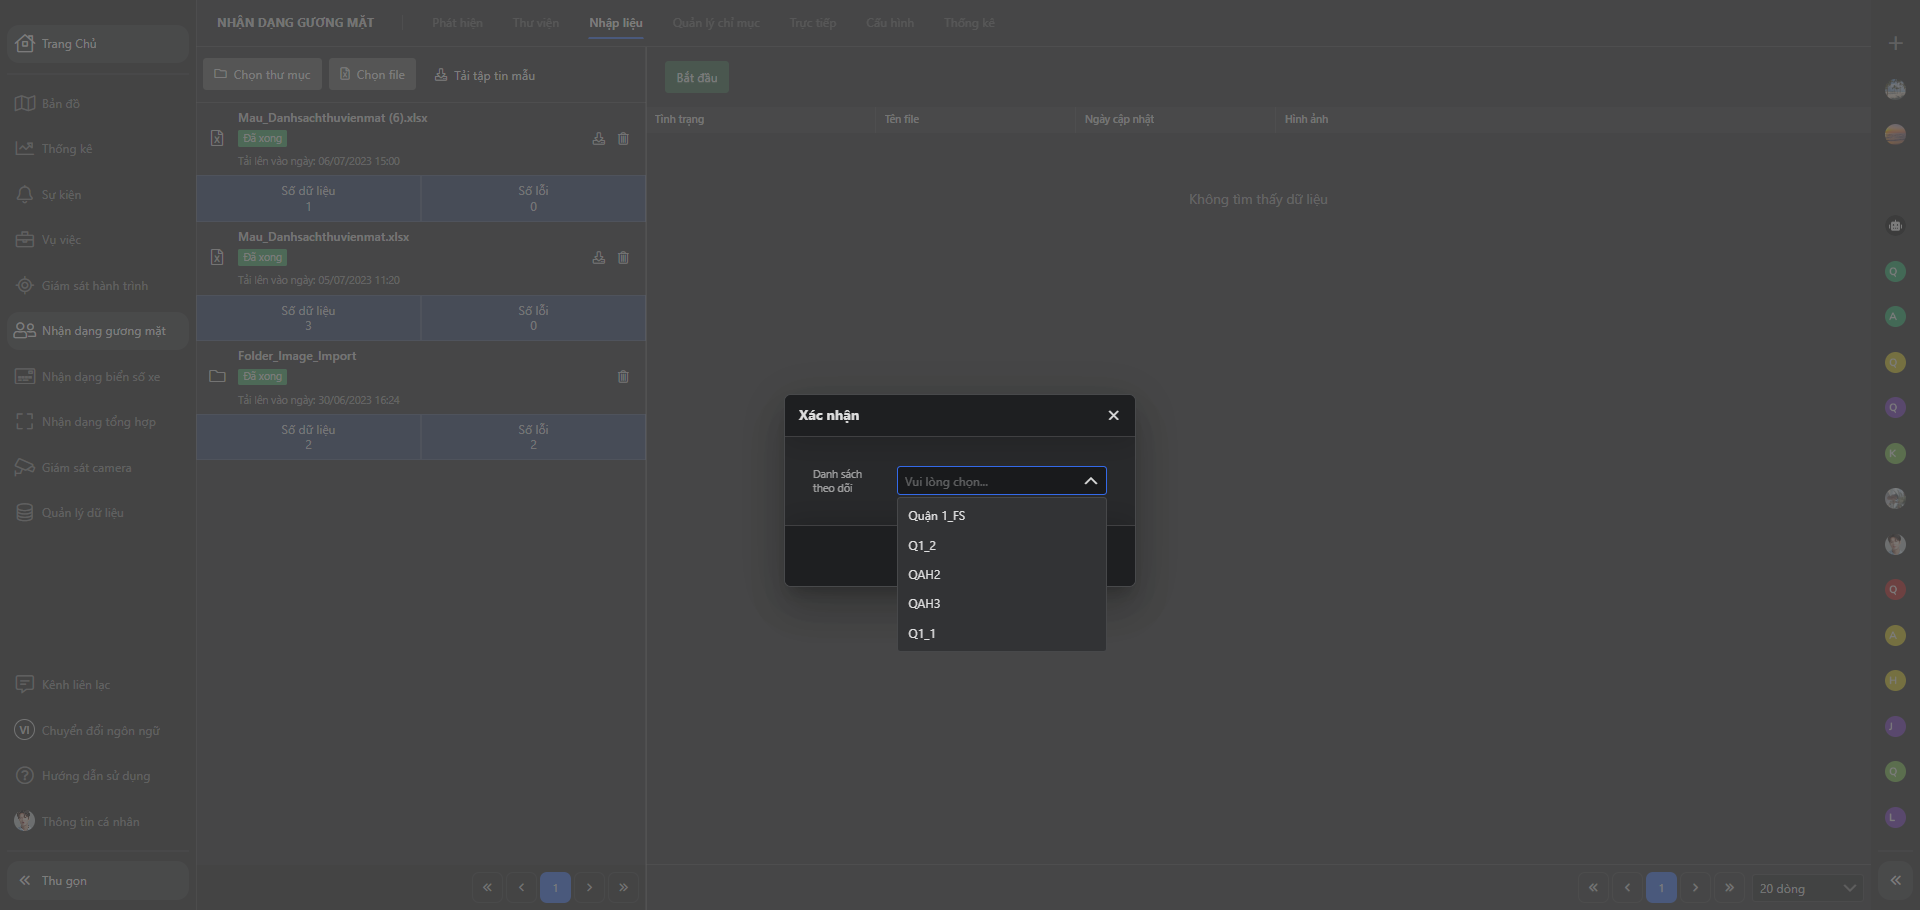 Trang Chủ
Bản đồ
Thống kê
Sự kiện
Vụ việc
Giám sát hành trình
Nhận dạng gương mặt
Nhận dạng biển số xe
Nhận dạng tổng hợp
Giám sát camera
Quản lý dữ liệu
Kênh liên lạc
VI Chuyển đổi ngôn ngữ
Hướng dẫn sử dụng
Thông tin cá nhân
Thu gọn
NHẬN DẠNG GƯƠNG MẶT
Phát hiện
Thư viện
Nhập liệu
Quản lý chỉ mục
Trực tiếp
Cấu hình
Thống kê
Chọn thư mục
Chọn file
Tải tập tin mẫu
Mau_Danhsachthuvienmat (6).xlsx
Đã xong
Tải lên vào ngày: 06/07/2023 15:00
Số dữ liệu
1
Số lỗi
0
Mau_Danhsachthuvienmat.xlsx
Đã xong
Tải lên vào ngày: 05/07/2023 11:20
Số dữ liệu
3
Số lỗi
0
Folder_Image_Import
Đã xong
Tải lên vào ngày: 30/06/2023 16:24
Số dữ liệu
2
Số lỗi
2
1
Bắt đầu
Tình trạng
Tên file
Ngày cập nhật
Hình ảnh
Không tìm thấy dữ liệu
Xác nhận
Danh sách
theo dõi
Vui lòng chọn...
Quận 1_FS
Q1_2
QAH2
QAH3
Q1_1
1
20 dòng
Q
A
Q
Q
K
Q
A
H
J
Q
L